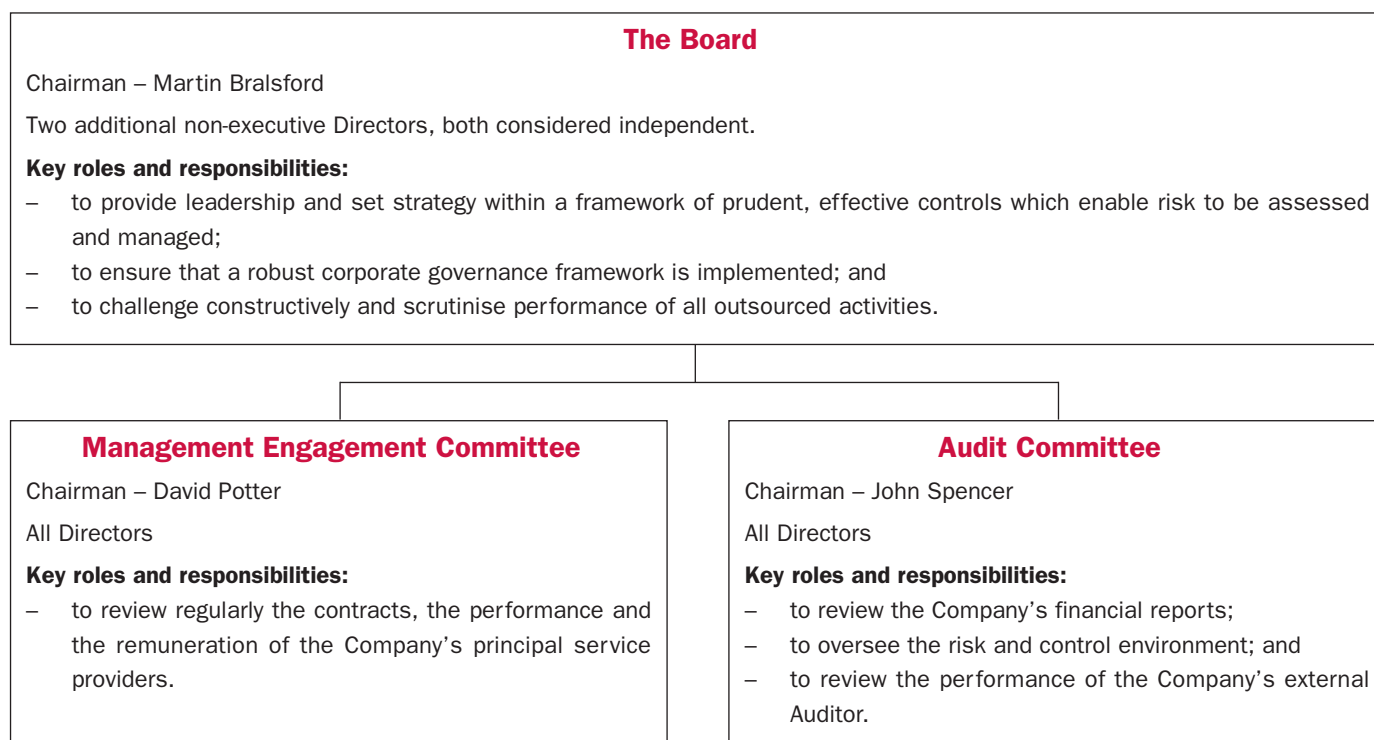 The Board
Chairman – Martin Bralsford
Two additional non-executive Directors, both considered independent.
Key roles and responsibilities:
– to provide leadership and set strategy within a framework of prudent, effective controls which enable risk to be assessed
and managed;
– to ensure that a robust corporate governance framework is implemented; and
– to challenge constructively and scrutinise performance of all outsourced activities.
Management Engagement Committee
Chairman – David Potter
All Directors
Key roles and responsibilities:
– to review regularly the contracts, the performance and
the remuneration of the Company's principal service
providers.
Audit Committee
Chairman – John Spencer
All Directors
Key roles and responsibilities:
– to review the Company's financial reports;
– to oversee the risk and control environment; and
– to review the performance of the Company's external
Auditor.